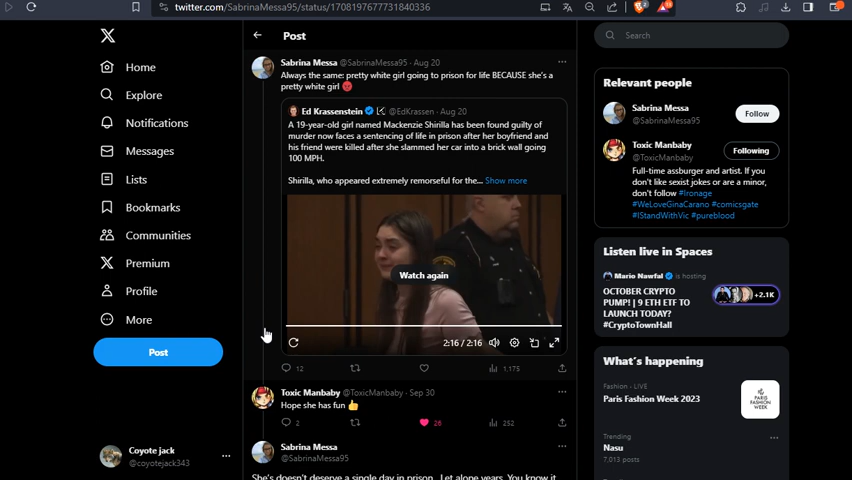 twitter.com/SabrinaMessa95/status/1708197677731840336
Home
Explore
Notifications
Messages
Lists
Bookmarks
Communities
Premium
Profile
More
Post
Coyote jack
@coyotejack343
Post
Sabrina Messa @SabrinaMessa95 · Aug 20
Always the same: pretty white girl going to prison for life BECAUSE she's a
pretty white girl 😡
Ed Krassenstein @EdKrassen · Aug 20
A 19-year-old girl named Mackenzie Shirilla has been found guilty of
murder now faces a sentencing of life in prison after her boyfriend and
his friend were killed after she slammed her car into a brick wall going
100 MPH.
Shirilla, who appeared extremely remorseful for the... Show more
Watch again
2:16 / 2:16
12
1,175
Toxic Manbaby @ToxicManbaby · Sep 30
Hope she has fun 👍
2
26
252
Sabrina Messa
@SabrinaMessa95
She's doesn't deserve a single day in prison. Let alone years. You know it
Search
Relevant people
Sabrina Messa
@SabrinaMessa95
Follow
Toxic Manbaby
@ToxicManbaby
Following
Full-time assburger and artist. If you
don't like sexist jokes or are a minor,
don't follow #Ironage
#WeLoveGinaCarano #comicsgate
#IStandWithVic #pureblood
Listen live in Spaces
Mario Nawfal is hosting
OCTOBER CRYPTO
PUMP! | 9 ETH ETF TO
LAUNCH TODAY?
#CryptoTownHall
+2.1K
What's happening
Fashion · LIVE
Paris Fashion Week 2023
Trending
Nasu
7,013 posts